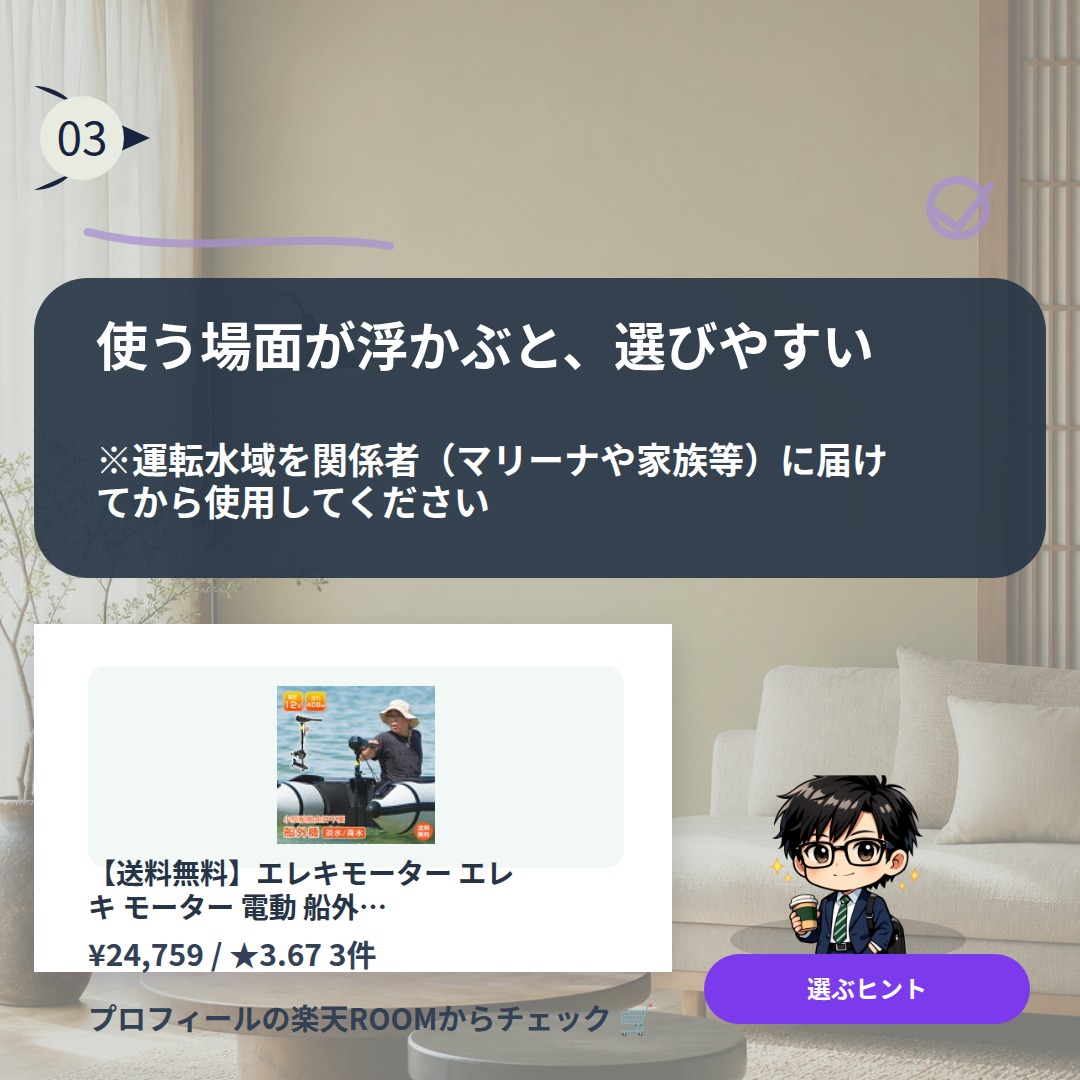 03
使う場面が浮かぶと、選びやすい
※運転水域を関係者（マリーナや家族等）に届け
てから使用してください
12v
400w
船外機
淡水/海水
送料
無料
【送料無料】エレキモーター エレ
キ モーター 電動 船外…
¥24,759 / ★3.67 3件
プロフィールの楽天ROOMからチェック 🛒
選ぶヒント